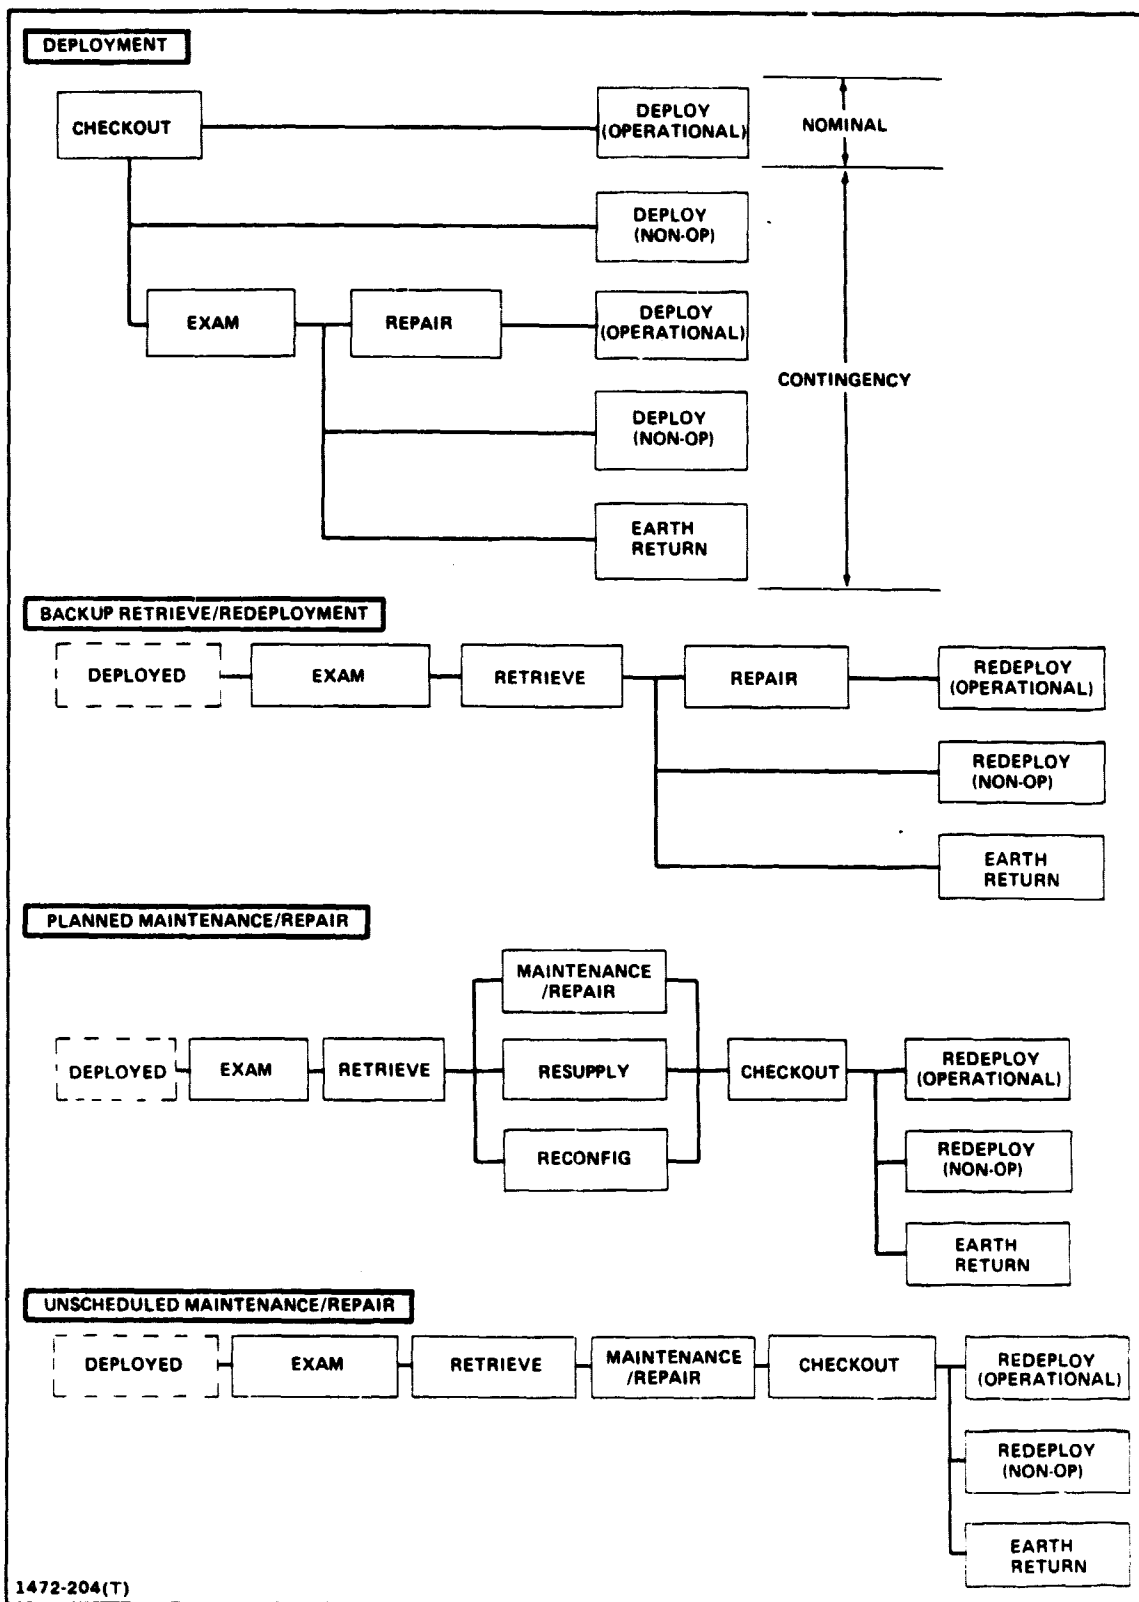 DEPLOYMENT
CHECKOUT
DEPLOY
(OPERATIONAL)
NOMINAL
DEPLOY
(NON-OP)
EXAM
REPAIR
DEPLOY
(OPERATIONAL)
CONTINGENCY
DEPLOY
(NON-OP)
EARTH
RETURN
BACKUP RETRIEVE/REDEPLOYMENT
DEPLOYED
EXAM
RETRIEVE
REPAIR
REDEPLOY
(OPERATIONAL)
REDEPLOY
(NON-OP)
EARTH
RETURN
PLANNED MAINTENANCE/REPAIR
MAINTENANCE
/REPAIR
DEPLOYED
EXAM
RETRIEVE
RESUPPLY
CHECKOUT
REDEPLOY
(OPERATIONAL)
RECONFIG
REDEPLOY
(NON-OP)
EARTH
RETURN
UNSCHEDULED MAINTENANCE/REPAIR
DEPLOYED
EXAM
RETRIEVE
MAINTENANCE
/REPAIR
CHECKOUT
REDEPLOY
(OPERATIONAL)
REDEPLOY
(NON-OP)
EARTH
RETURN
1472-204(T)